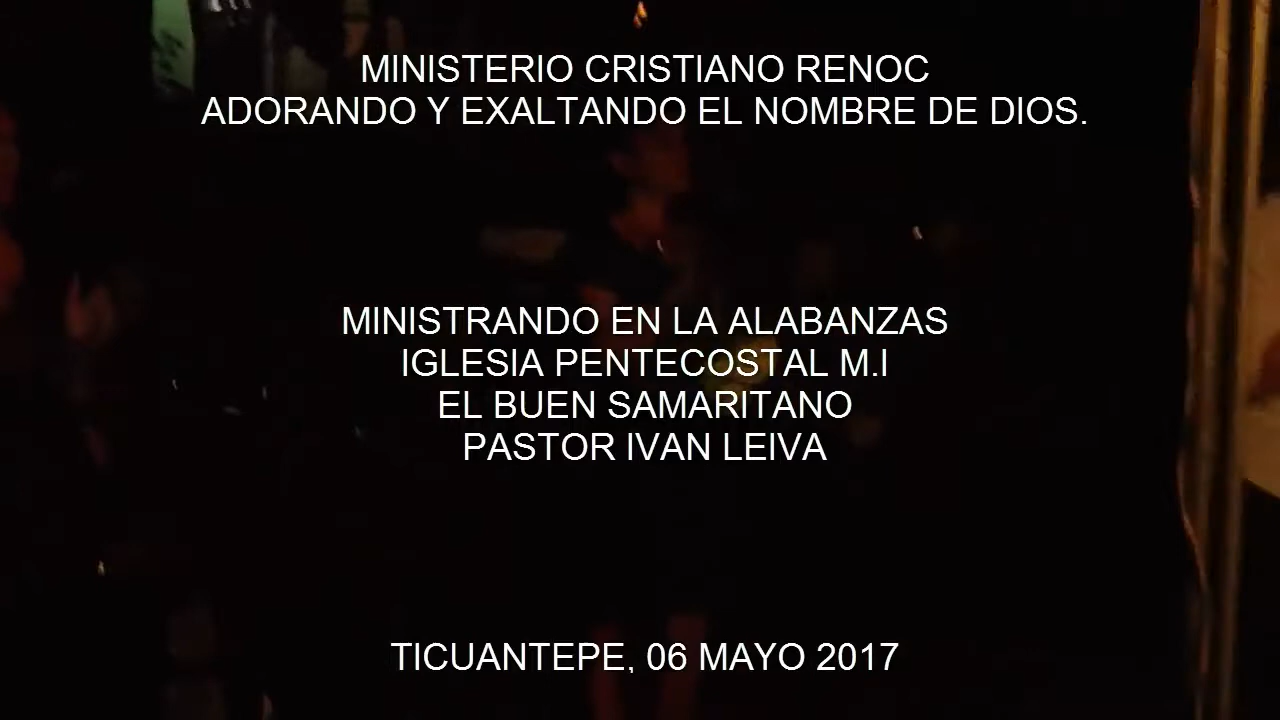 MINISTERIO CRISTIANO RENOC
ADORANDO Y EXALTANDO EL NOMBRE DE DIOS.
MINISTRANDO EN LA ALABANZAS
IGLESIA PENTECOSTAL M.I
EL BUEN SAMARITANO
PASTOR IVAN LEIVA
TICUANTEPE, 06 MAYO 2017